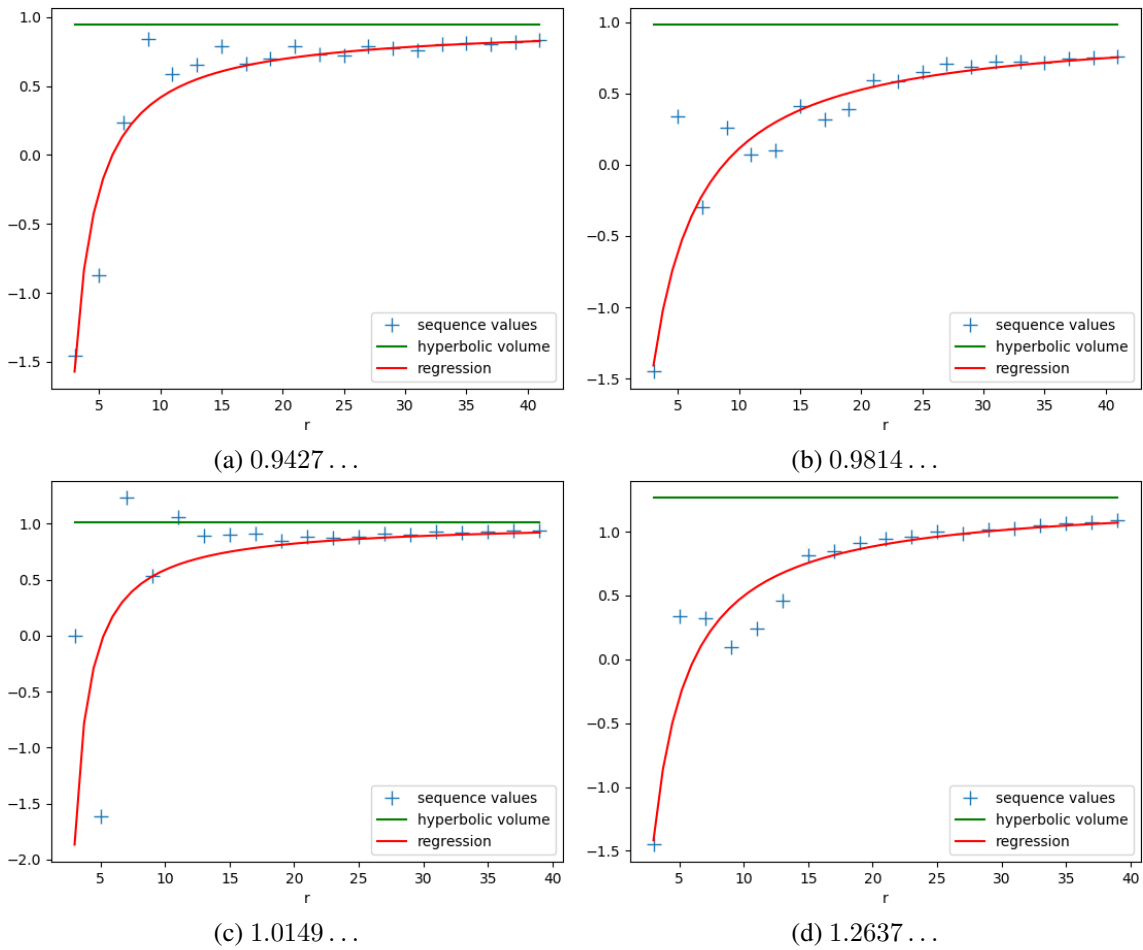 1.0
0.5
0.0
−0.5
−1.0
−1.5
sequence values
hyperbolic volume
regression
5 10 15 20 25 30 35 40
r
(a) 0.9427...
1.0
0.5
0.0
−0.5
−1.0
−1.5
sequence values
hyperbolic volume
regression
5 10 15 20 25 30 35 40
r
(b) 0.9814...
1.0
0.5
0.0
−0.5
−1.0
−1.5
−2.0
sequence values
hyperbolic volume
regression
5 10 15 20 25 30 35 40
r
(c) 1.0149...
1.0
0.5
0.0
−0.5
−1.0
−1.5
sequence values
hyperbolic volume
regression
5 10 15 20 25 30 35 40
r
(d) 1.2637...